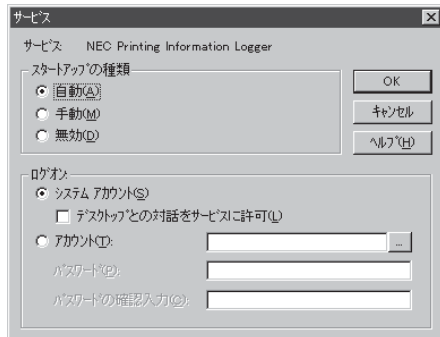 サービス
サービス: NEC Printing Information Logger
スタートアップの種類
自動(A)
手動(M)
無効(D)
OK
キャンセル
ヘルプ(H)
ログオン:
システム アカウント(S)
デスクトップとの対話をサービスに許可(L)
アカウント(T):
...
パスワード(P):
パスワードの確認入力(C):